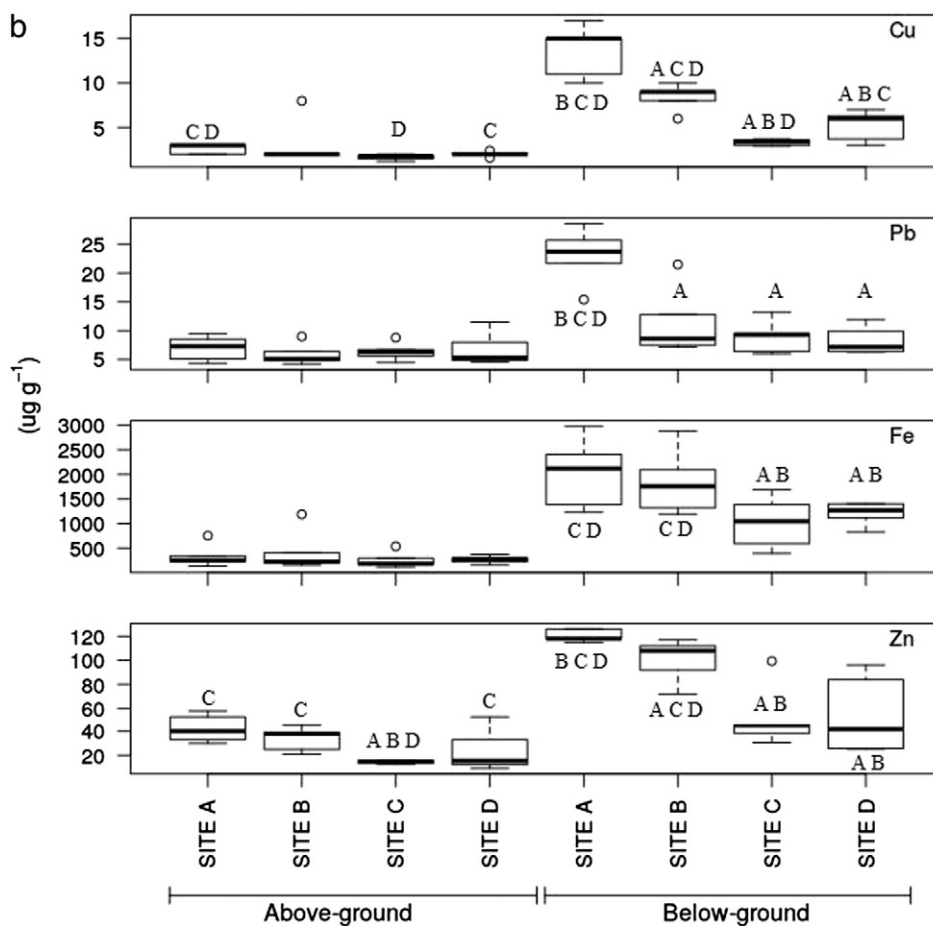 b
(ug g⁻¹)
Cu
15
10
5
C D
D
C
B C D
A C D
A B D
A B C
Pb
25
20
15
10
5
B C D
A
A
A
Fe
3000
2500
2000
1500
1000
500
C D
C D
A B
A B
Zn
120
100
80
60
40
20
C
C
A B D
C
B C D
A C D
A B
A B
SITE A
SITE B
SITE C
SITE D
SITE A
SITE B
SITE C
SITE D
Above-ground
Below-ground